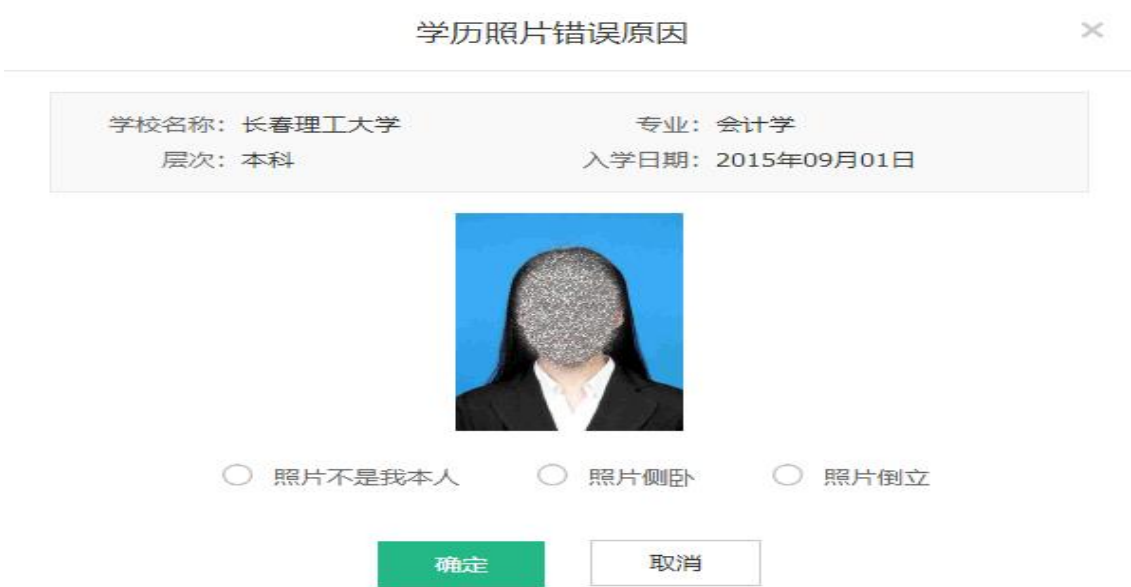 学历照片错误原因
学校名称：长春理工大学 专业：会计学
层次：本科 入学日期：2015年09月01日
照片不是我本人 照片侧卧 照片倒立
确定 取消